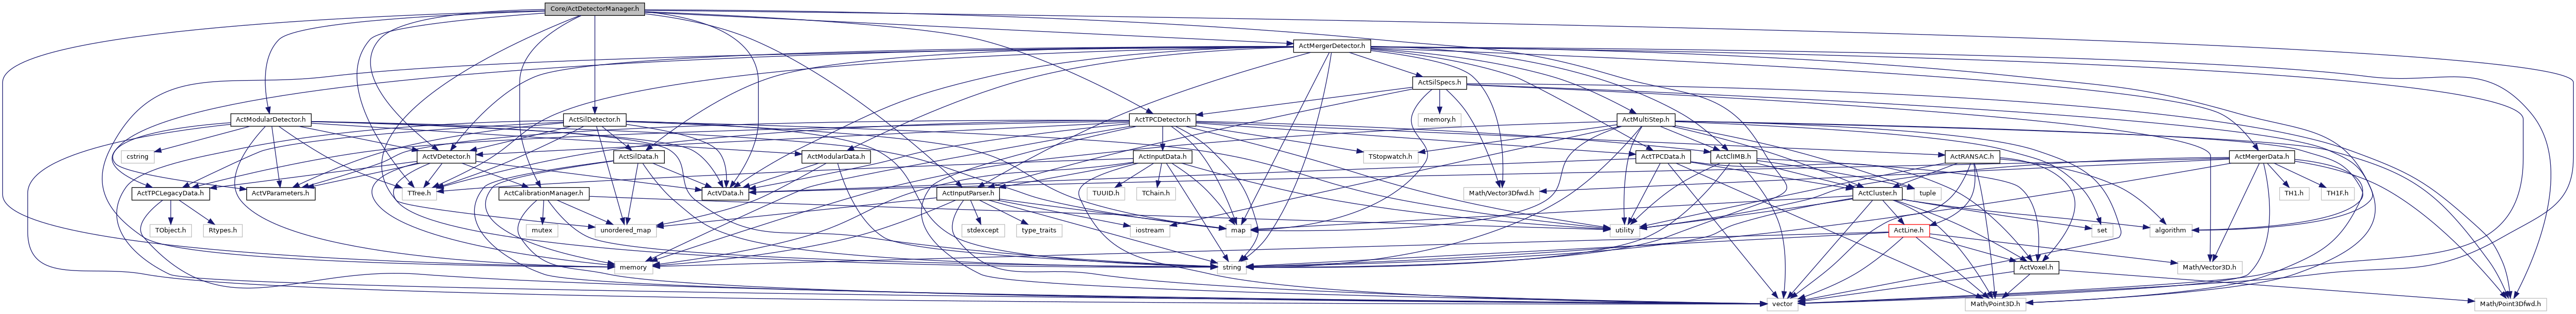 Core/ActDetectorManager.h
ActMergerDetector.h
ActSilSpecs.h
ActModularDetector.h
ActSilDetector.h
ActTPCDetector.h
memory.h
ActMultiStep.h
cstring
ActVDetector.h
ActSilData.h
ActModularData.h
ActInputData.h
TStopwatch.h
ActTPCData.h
ActCliMB.h
ActRANSAC.h
ActMergerData.h
ActTPCLegacyData.h
ActVParameters.h
TTree.h
ActCalibrationManager.h
ActVData.h
ActInputParser.h
TUUID.h
TChain.h
Math/Vector3Dfwd.h
ActCluster.h
tuple
TH1.h
TH1F.h
TObject.h
Rtypes.h
mutex
unordered_map
stdexcept
type_traits
iostream
map
utility
ActLine.h
set
algorithm
memory
string
ActVoxel.h
Math/Vector3D.h
vector
Math/Point3D.h
Math/Point3Dfwd.h